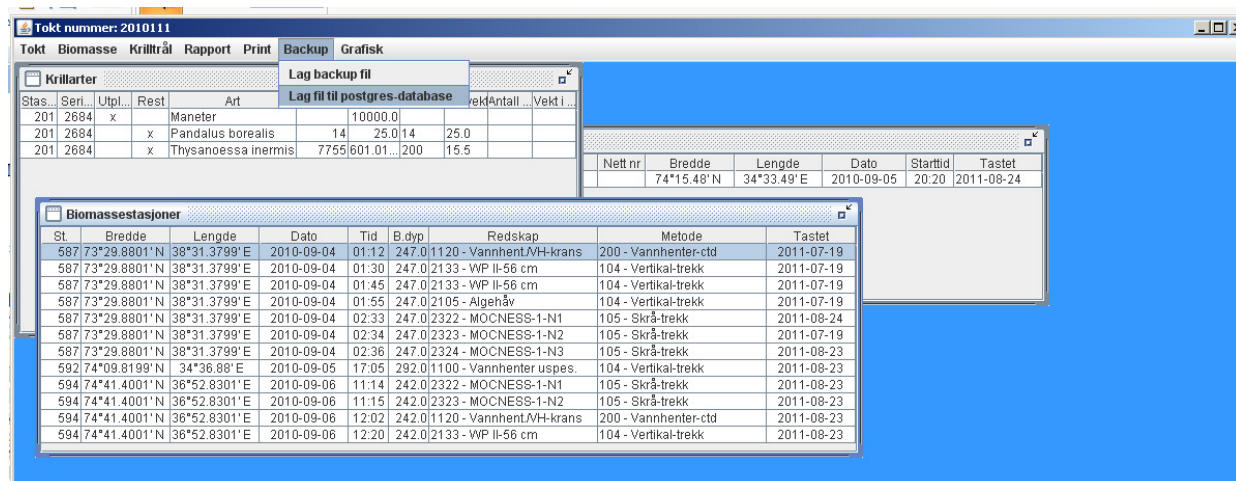 Tokt nummer: 2010111
Tokt Biomasse Krilltrål Rapport Print Backup Grafisk
Lag backup fil
Lag fil til postgres-database
Krillarter
Stas... Seri... Utpl... Rest Art vekt Antall ... Vekt i ...
201 2684 x Maneter 10000.0
201 2684 x Pandalus borealis 14 25.0 14 25.0
201 2684 x Thysanoessa inermis 7755 601.01... 200 15.5
Nett nr Bredde Lengde Dato Starttid Tastet
74°15.48' N 34°33.49' E 2010-09-05 20:20 2011-08-24
Biomassestasjoner
St. Bredde Lengde Dato Tid B.dyp Redskap Metode Tastet
587 73°29.8801' N 38°31.3799' E 2010-09-04 01:12 247.0 1120 - Vannhent./VH-krans 200 - Vannhenter-ctd 2011-07-19
587 73°29.8801' N 38°31.3799' E 2010-09-04 01:30 247.0 2133 - WP II-56 cm 104 - Vertikal-trekk 2011-07-19
587 73°29.8801' N 38°31.3799' E 2010-09-04 01:45 247.0 2133 - WP II-56 cm 104 - Vertikal-trekk 2011-07-19
587 73°29.8801' N 38°31.3799' E 2010-09-04 01:55 247.0 2105 - Algehåv 104 - Vertikal-trekk 2011-07-19
587 73°29.8801' N 38°31.3799' E 2010-09-04 02:33 247.0 2322 - MOCNESS-1-N1 105 - Skrå-trekk 2011-08-24
587 73°29.8801' N 38°31.3799' E 2010-09-04 02:34 247.0 2323 - MOCNESS-1-N2 105 - Skrå-trekk 2011-07-19
587 73°29.8801' N 38°31.3799' E 2010-09-04 02:36 247.0 2324 - MOCNESS-1-N3 105 - Skrå-trekk 2011-08-23
592 74°09.8199' N 34°36.88' E 2010-09-05 17:05 292.0 1100 - Vannhenter uspes. 104 - Vertikal-trekk 2011-08-23
594 74°41.4001' N 36°52.8301' E 2010-09-06 11:14 242.0 2322 - MOCNESS-1-N1 105 - Skrå-trekk 2011-08-23
594 74°41.4001' N 36°52.8301' E 2010-09-06 11:15 242.0 2323 - MOCNESS-1-N2 105 - Skrå-trekk 2011-08-23
594 74°41.4001' N 36°52.8301' E 2010-09-06 12:02 242.0 1120 - Vannhent./VH-krans 200 - Vannhenter-ctd 2011-08-23
594 74°41.4001' N 36°52.8301' E 2010-09-06 12:20 242.0 2133 - WP II-56 cm 104 - Vertikal-trekk 2011-08-23